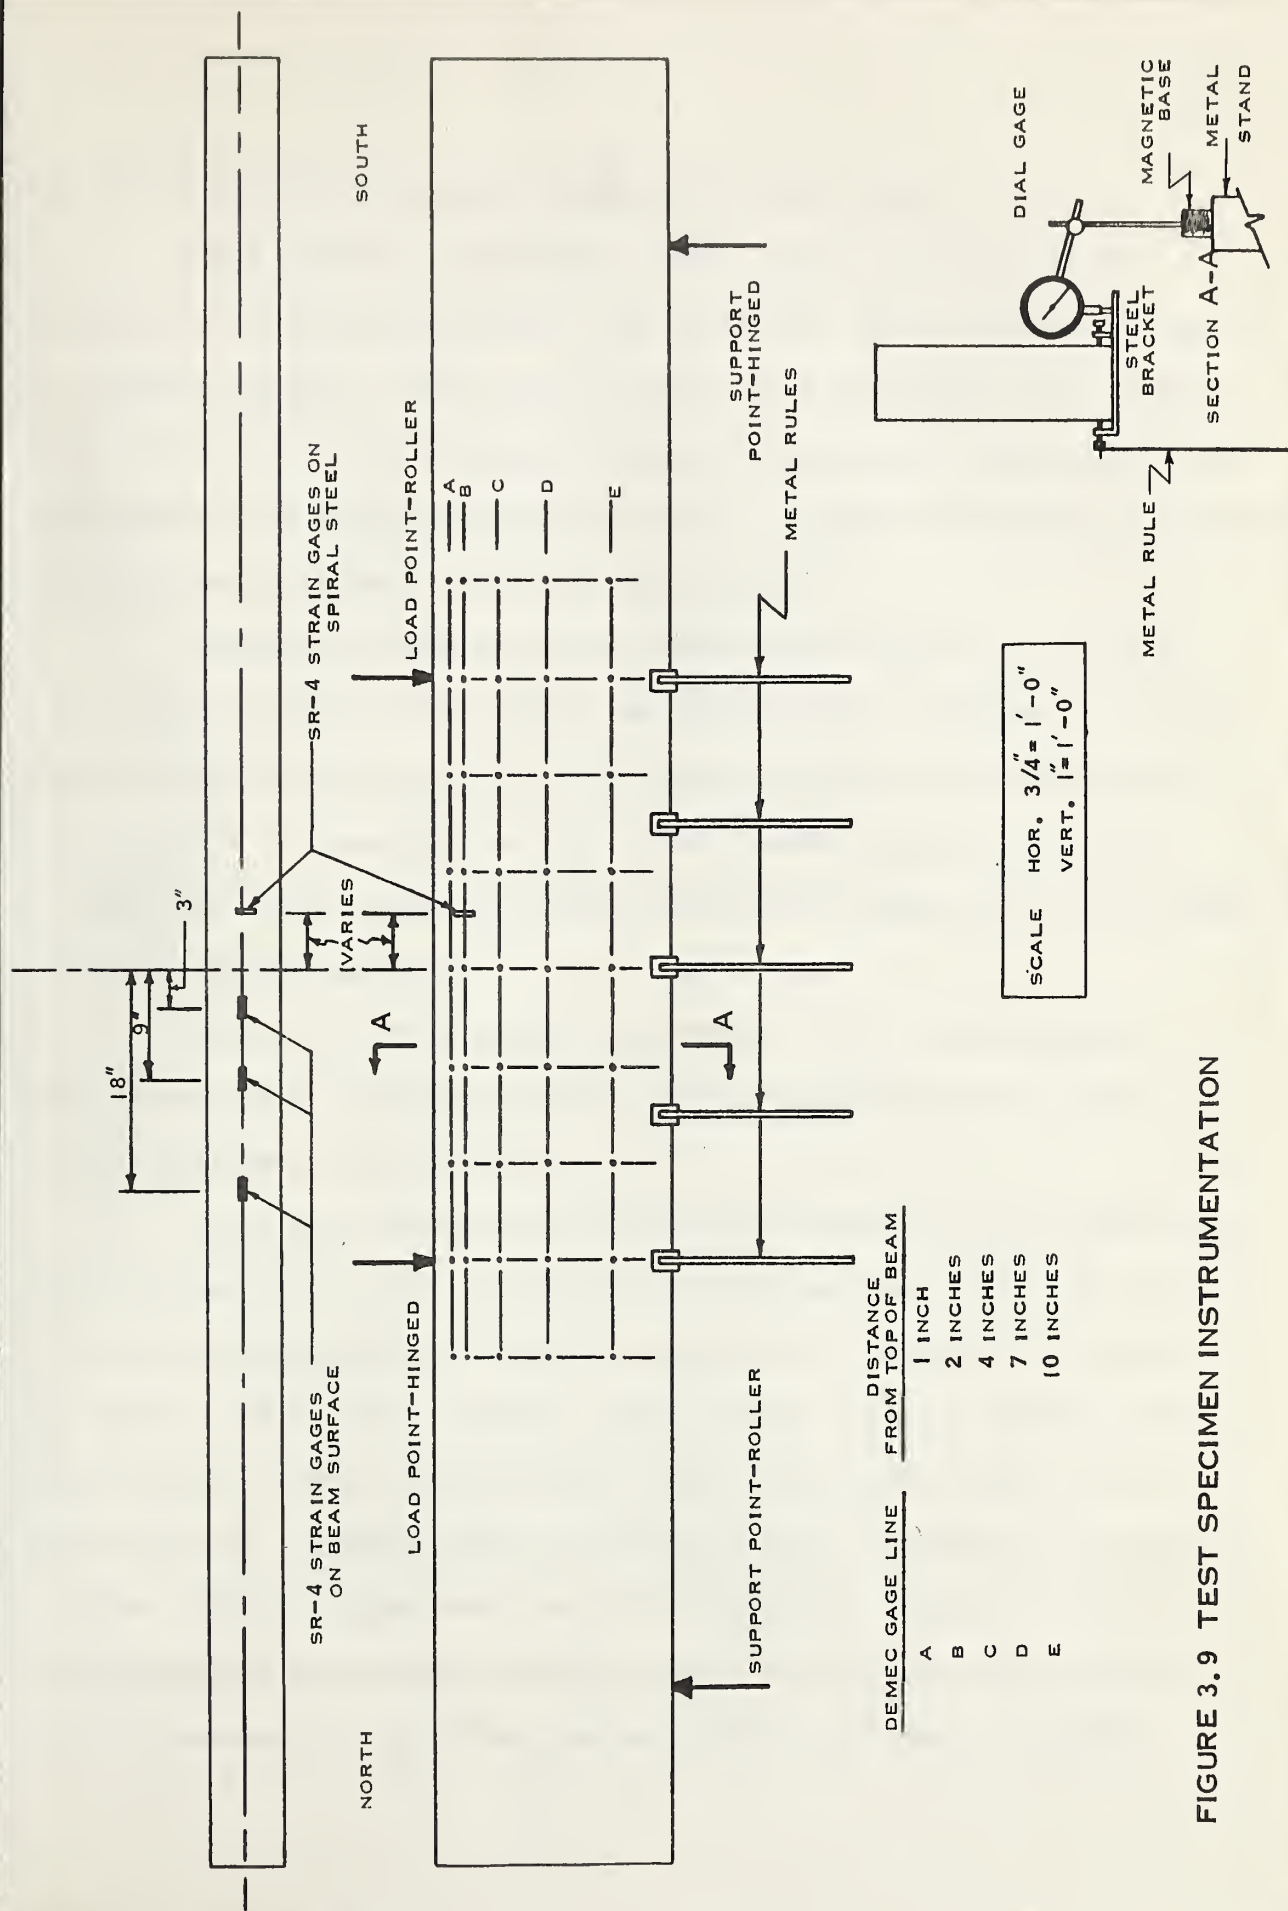 18"
9"
3"
SR-4 STRAIN GAGES
ON BEAM SURFACE
SR-4 STRAIN GAGES ON
SPIRAL STEEL
VARIES
NORTH
SOUTH
LOAD POINT-HINGED
LOAD POINT-ROLLER
A
A
A
B
C
D
E
SUPPORT POINT-ROLLER
SUPPORT
POINT-HINGED
METAL RULES
DEMEC GAGE LINE
DISTANCE
FROM TOP OF BEAM
A 1 INCH
B 2 INCHES
C 4 INCHES
D 7 INCHES
E 10 INCHES
SCALE HOR. 3/4" = 1'-0"
VERT. 1" = 1'-0"
DIAL GAGE
MAGNETIC
BASE
METAL
STAND
STEEL
BRACKET
METAL RULE
SECTION A-A
FIGURE 3.9 TEST SPECIMEN INSTRUMENTATION